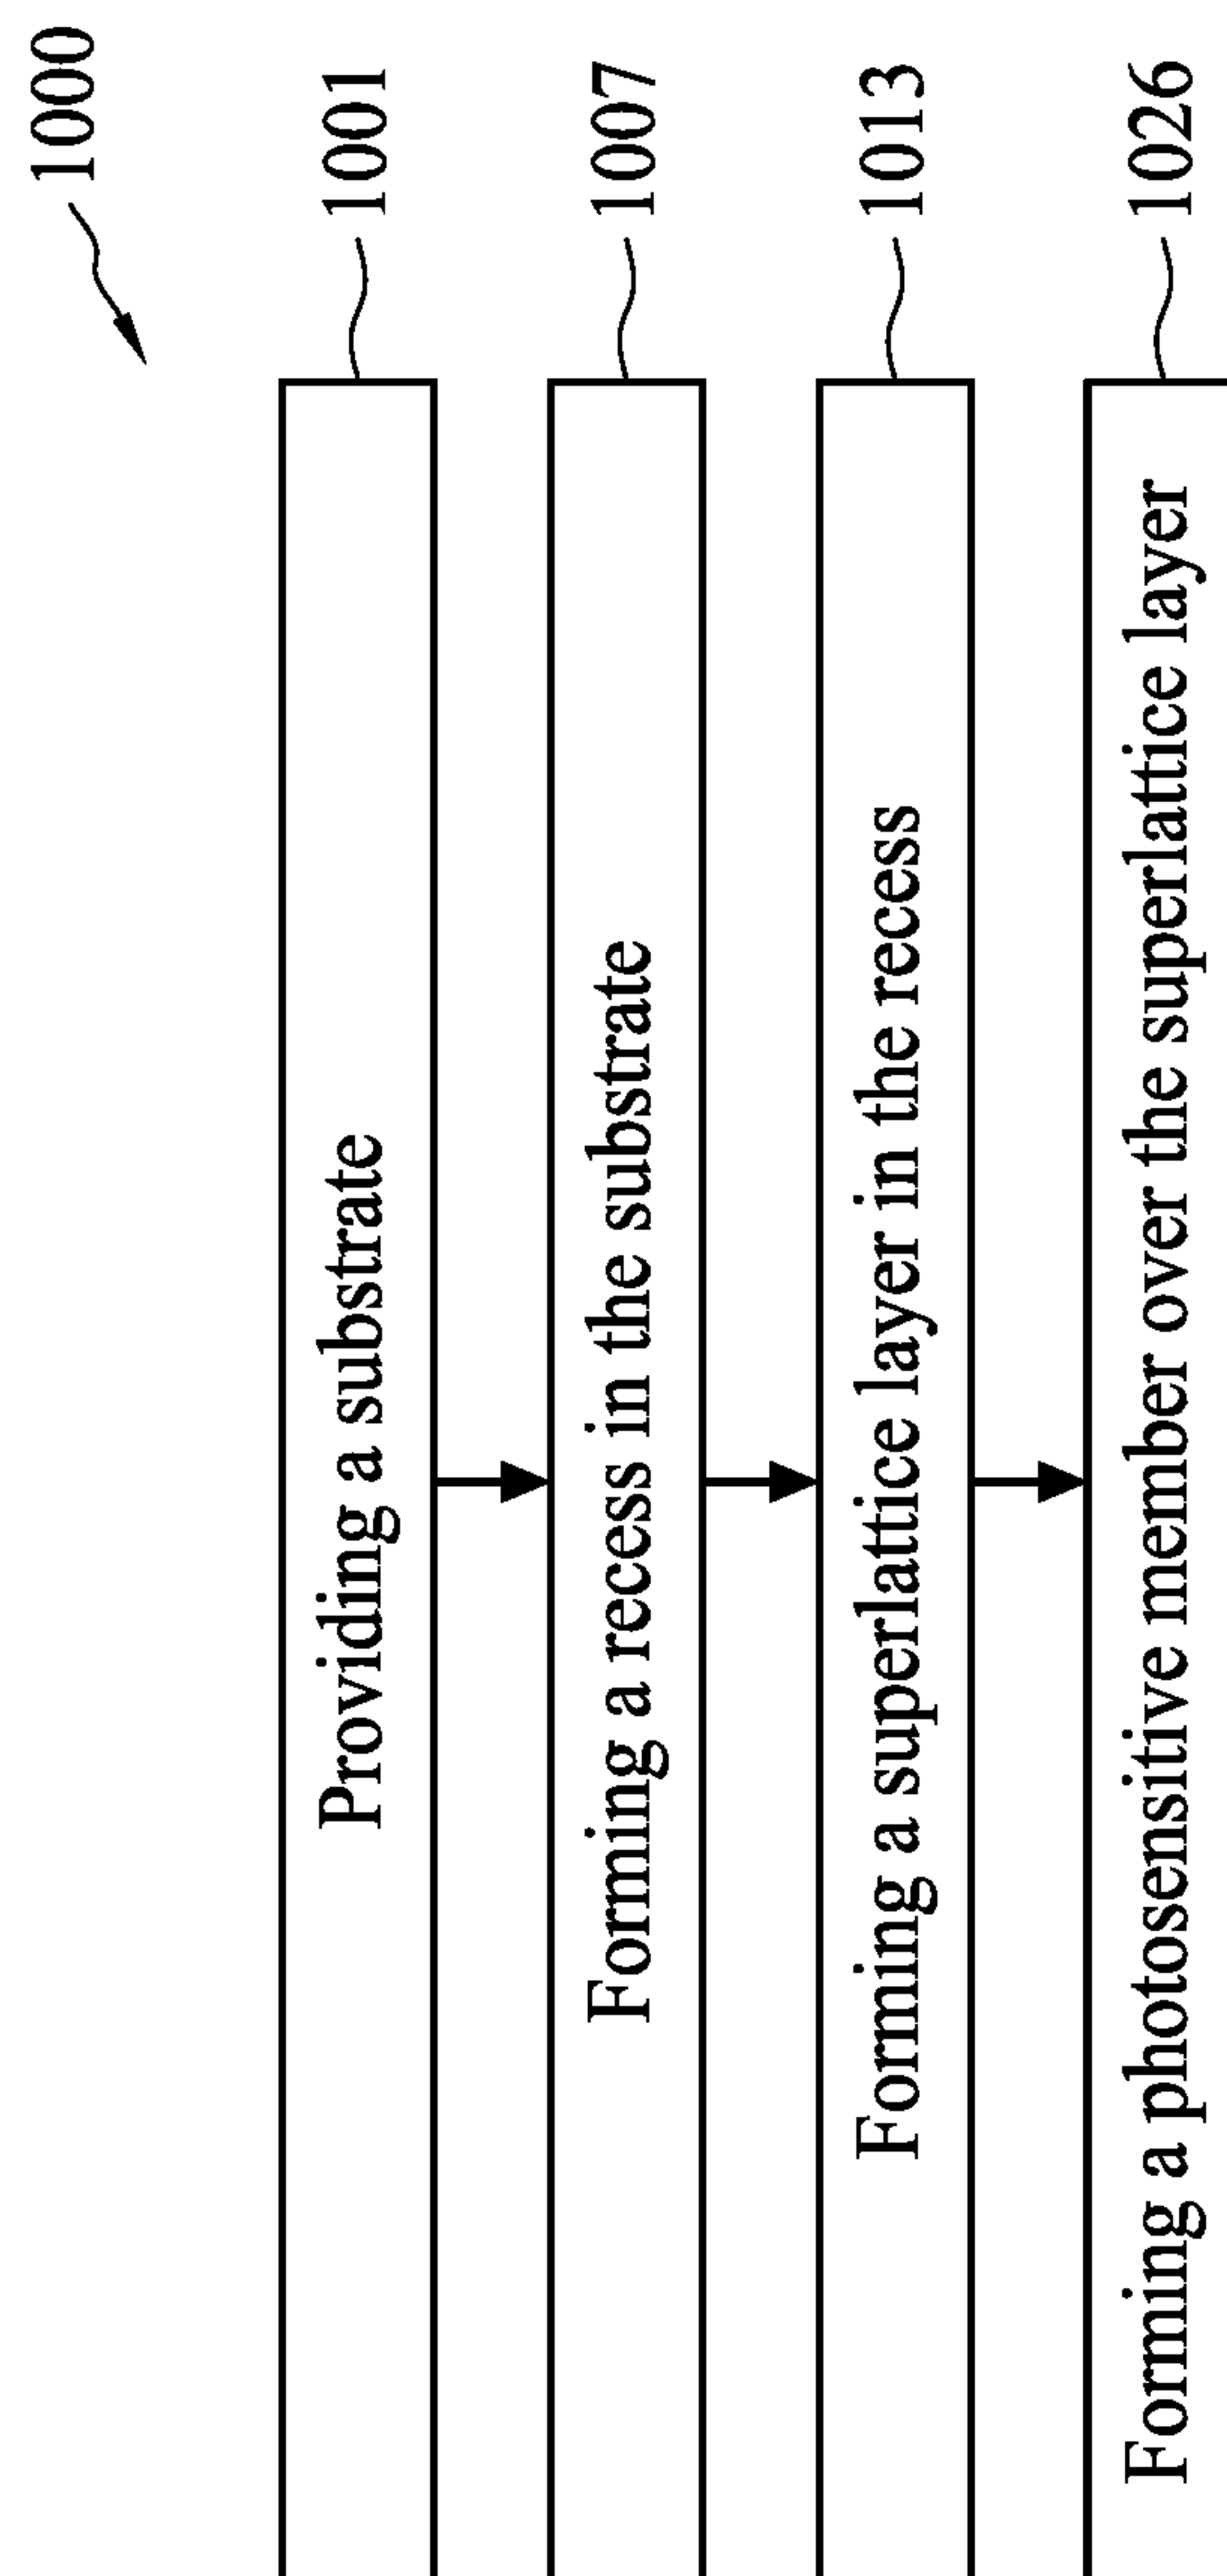 1000
Providing a substrate
1001
Forming a recess in the substrate
1007
Forming a superlattice layer in the recess
1013
Forming a photosensitive member over the superlattice layer
1026